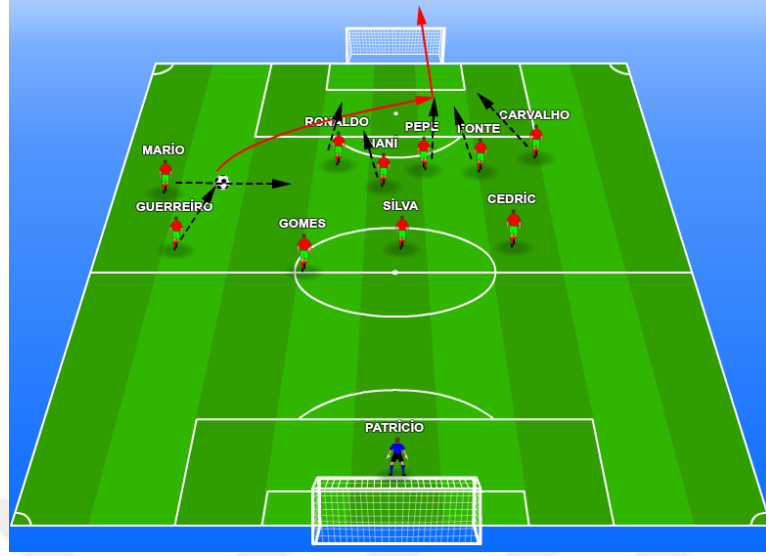 CARVALHO
RONALDO
PEPE
FONTE
NANI
MARİO
GUERREİRO
CEDRİC
SİLVA
GOMES
PATRİCİO